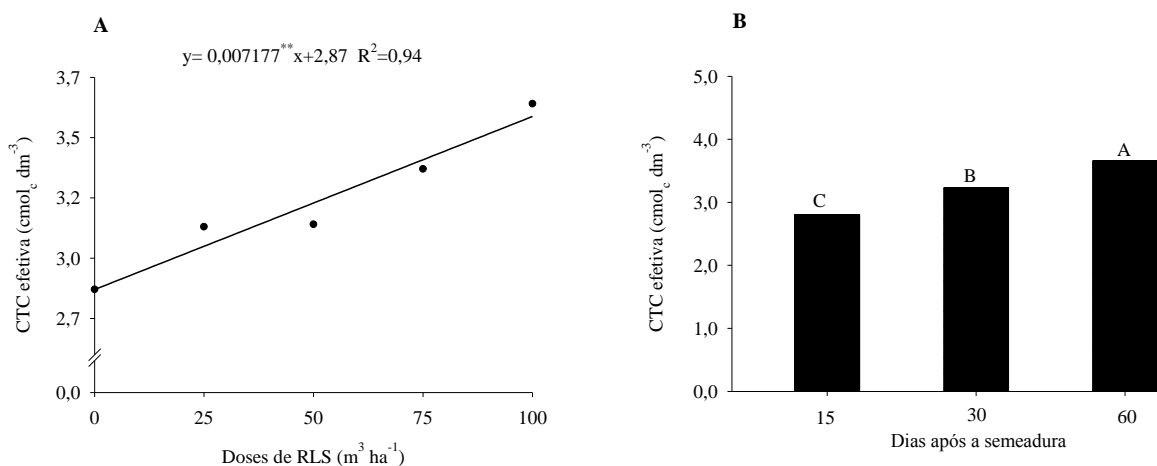 A
y= 0,007177**x+2,87 R²=0,94
3,7
3,5
3,2
3,0
2,7
0,0
CTC efetiva (cmol_c dm⁻³)
0 25 50 75 100
Doses de RLS (m³ ha⁻¹)
B
5,0
4,0
3,0
2,0
1,0
0,0
CTC efetiva (cmol_c dm⁻³)
C B A
15 30 60
Dias após a semeadura